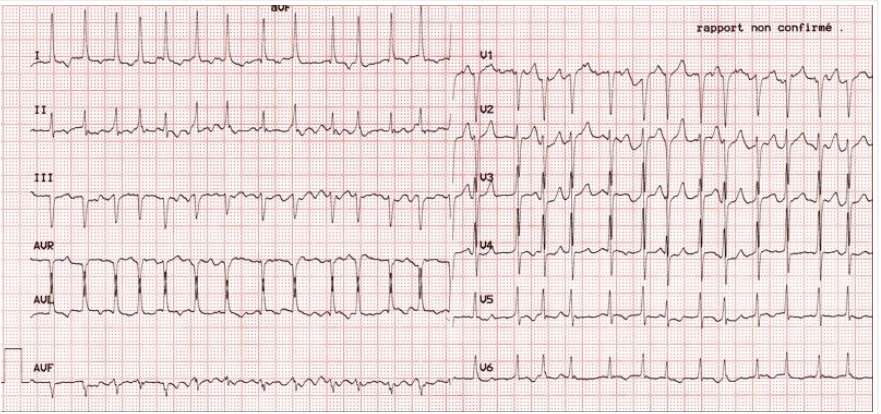 aVF
rapport non confirmé .
I
V1
II
V2
III
V3
AVR
V4
AVL
V5
AVF
V6